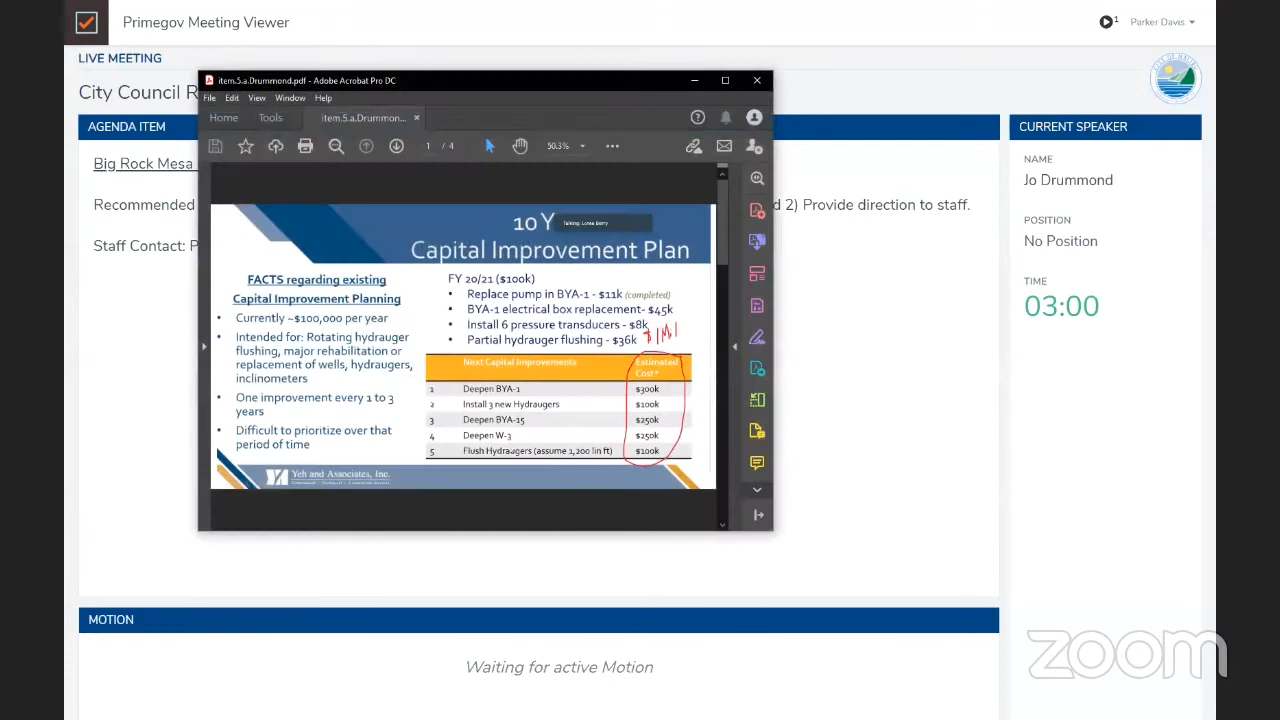 Primegov Meeting Viewer
1
Parker Davis
LIVE MEETING
City Council R
AGENDA ITEM
Big Rock Mesa
Recommended
d 2) Provide direction to staff.
Staff Contact: P
item.5.a.Drummond.pdf - Adobe Acrobat Pro DC
File Edit View Window Help
Home Tools item.5.a.Drummon... ×
1 / 4 50.3%
10 Y
Talking: Loree Berry
Capital Improvement Plan
FACTS regarding existing
Capital Improvement Planning
• Currently ~$100,000 per year
• Intended for: Rotating hydrauger
flushing, major rehabilitation or
replacement of wells, hydraugers,
inclinometers
• One improvement every 1 to 3
years
• Difficult to prioritize over that
period of time
FY 20/21 ($100k)
• Replace pump in BYA-1 - $11k (completed)
• BYA-1 electrical box replacement- $45k
• Install 6 pressure transducers - $8k
• Partial hydrauger flushing - $36k
$1Mil
Next Capital Improvements Estimated
Cost*
1 Deepen BYA-1 $300k
2 Install 3 new Hydraugers $100k
3 Deepen BYA-15 $250k
4 Deepen W-3 $250k
5 Flush Hydraugers (assume 1,200 lin ft) $100k
Yeh and Associates, Inc.
CURRENT SPEAKER
NAME
Jo Drummond
POSITION
No Position
TIME
03:00
MOTION
Waiting for active Motion
zoom